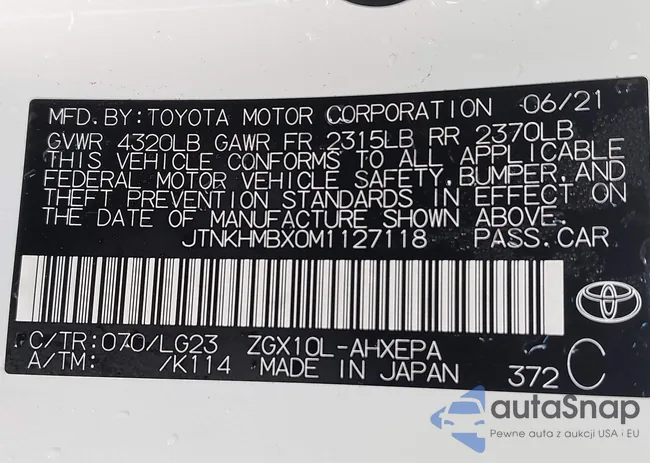 MFD. BY: TOYOTA MOTOR CORPORATION 06/21
GVWR 4320LB GAWR FR 2315LB RR 2370LB
THIS VEHICLE CONFORMS TO ALL APPLICABLE
FEDERAL MOTOR VEHICLE SAFETY, BUMPER, AND
THEFT PREVENTION STANDARDS IN EFFECT ON
THE DATE OF MANUFACTURE SHOWN ABOVE.
JTNKHMBX0M1127118 PASS.CAR
C/TR: 070/LG23 ZGX10L-AHXEPA
A/TM: /K114 MADE IN JAPAN 372 C
autaSnap
Pewne auta z aukcji USA i EU